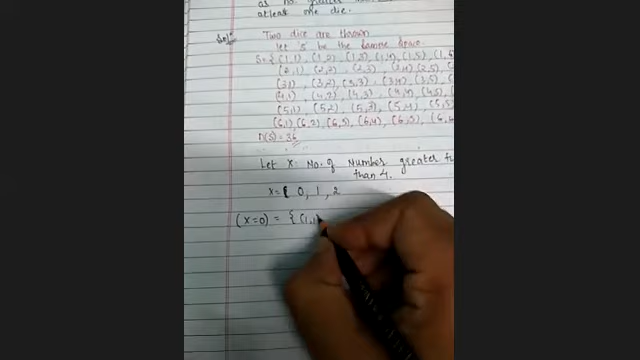 as no. greater
atleast one die.
Sol:- Two dice are thrown
let 'S' be the sample space.
S= { (1,1), (1,2), (1,3), (1,4), (1,5), (1,6
(2,1), (2,2), (2,3), (2,4) (2,5), (2
(3,1), (3,2), (3,3), (3,4), (3,5), (3
(4,1), (4,2), (4,3), (4,4), (4,5), (4
(5,1), (5,2), (5,3), (5,4), (5,5)
(6,1), (6,2), (6,3), (6,4), (6,5), (6,6
n(S) = 36
Let X= No. of Number greater
than 4.
X= { 0, 1, 2
(X=0) = { (1,1)